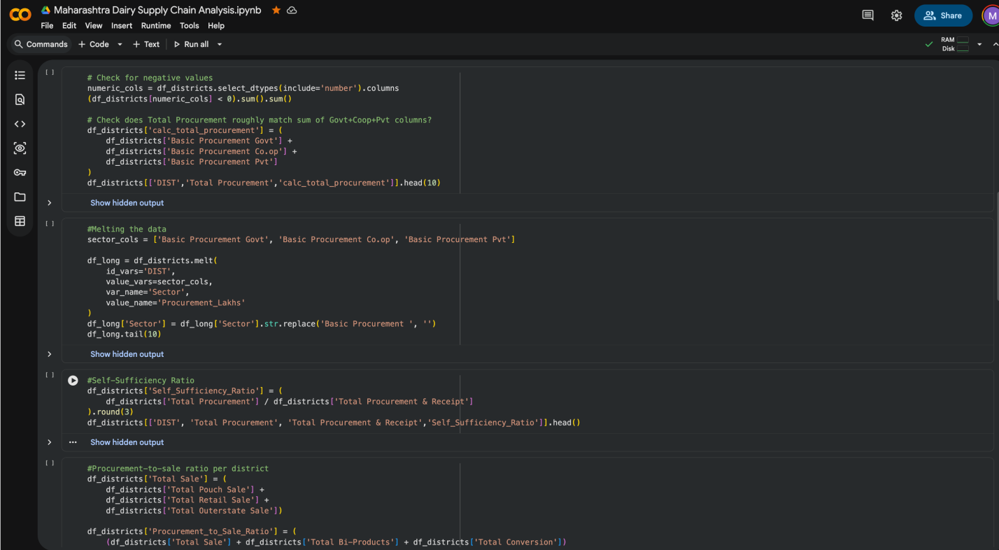 Maharashtra Dairy Supply Chain Analysis.ipynb
File Edit View Insert Runtime Tools Help
Share
M
Commands + Code + Text Run all
RAM
Disk
[ ]
# Check for negative values
numeric_cols = df_districts.select_dtypes(include='number').columns
(df_districts[numeric_cols] < 0).sum().sum()
# Check does Total Procurement roughly match sum of Govt+Coop+Pvt columns?
df_districts['calc_total_procurement'] = (
    df_districts['Basic Procurement Govt'] +
    df_districts['Basic Procurement Co.op'] +
    df_districts['Basic Procurement Pvt']
)
df_districts[['DIST','Total Procurement','calc_total_procurement']].head(10)
Show hidden output
[ ]
#Melting the data
sector_cols = ['Basic Procurement Govt', 'Basic Procurement Co.op', 'Basic Procurement Pvt']
df_long = df_districts.melt(
    id_vars='DIST',
    value_vars=sector_cols,
    var_name='Sector',
    value_name='Procurement_Lakhs'
)
df_long['Sector'] = df_long['Sector'].str.replace('Basic Procurement ', '')
df_long.tail(10)
Show hidden output
[ ]
#Self-Sufficiency Ratio
df_districts['Self_Sufficiency_Ratio'] = (
    df_districts['Total Procurement'] / df_districts['Total Procurement & Receipt']
).round(3)
df_districts[['DIST', 'Total Procurement', 'Total Procurement & Receipt','Self_Sufficiency_Ratio']].head()
Show hidden output
[ ]
#Procurement-to-sale ratio per district
df_districts['Total Sale'] = (
    df_districts['Total Pouch Sale'] +
    df_districts['Total Retail Sale'] +
    df_districts['Total Outerstate Sale'])
df_districts['Procurement_to_Sale_Ratio'] = (
    (df_districts['Total Sale'] + df_districts['Total Bi-Products'] + df_districts['Total Conversion'])